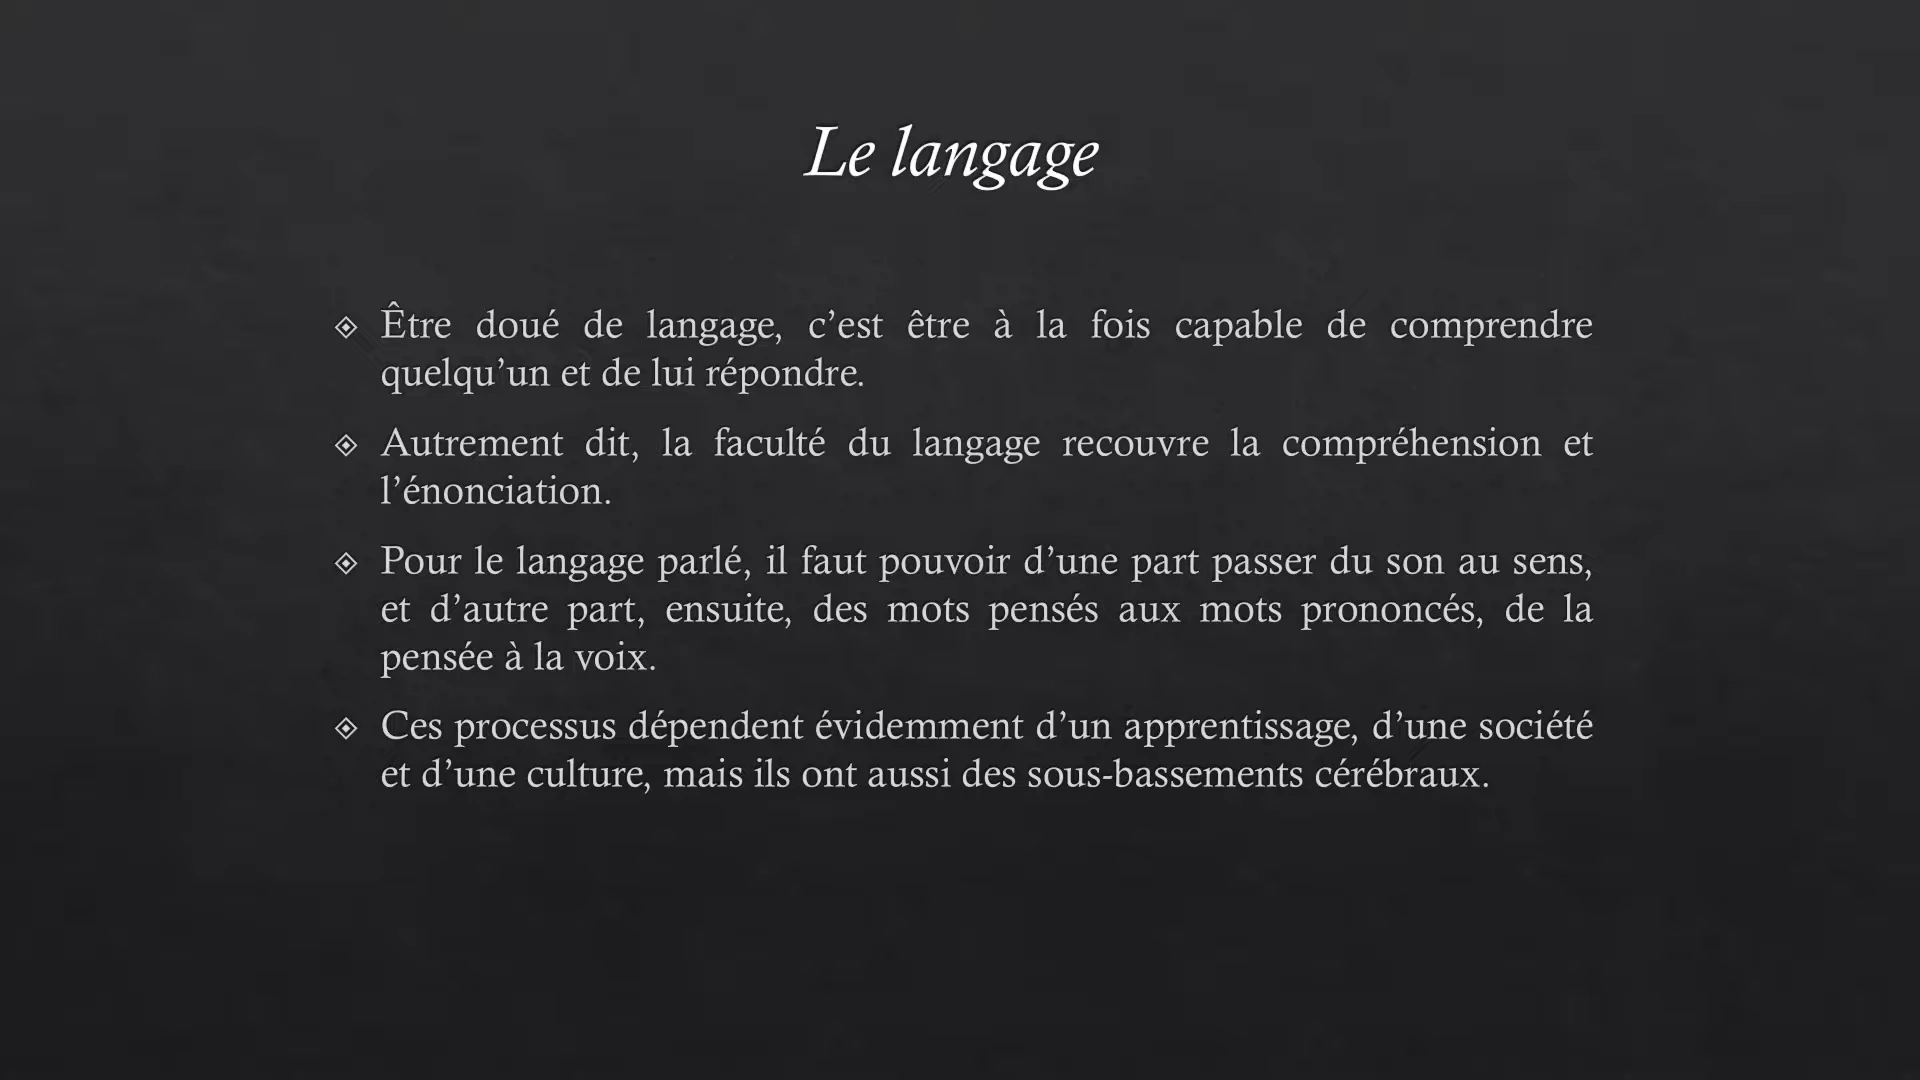 Le langage
Être doué de langage, c’est être à la fois capable de comprendre
quelqu’un et de lui répondre.
Autrement dit, la faculté du langage recouvre la compréhension et
l’énonciation.
Pour le langage parlé, il faut pouvoir d’une part passer du son au sens,
et d’autre part, ensuite, des mots pensés aux mots prononcés, de la
pensée à la voix.
Ces processus dépendent évidemment d’un apprentissage, d’une société
et d’une culture, mais ils ont aussi des sous-bassements cérébraux.